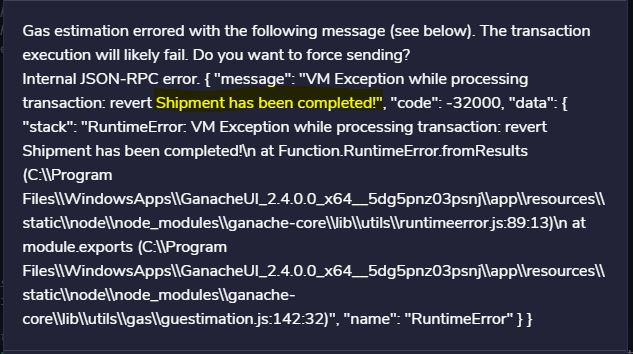 Gas estimation errored with the following message (see below). The transaction
execution will likely fail. Do you want to force sending?
Internal JSON-RPC error. { "message": "VM Exception while processing
transaction: revert Shipment has been completed!", "code": -32000, "data": {
"stack": "RuntimeError: VM Exception while processing transaction: revert
Shipment has been completed!\n at Function.RuntimeError.fromResults
(C:\\Program
Files\\WindowsApps\\GanacheUI_2.4.0.0_x64__5dg5pnz03psnj\\app\\resources\\
static\\node\\node_modules\\ganache-core\\lib\\utils\\runtimeerror.js:89:13)\n at
module.exports (C:\\Program
Files\\WindowsApps\\GanacheUI_2.4.0.0_x64__5dg5pnz03psnj\\app\\resources\\
static\\node\\node_modules\\ganache-
core\\lib\\utils\\gas\\guestimation.js:142:32)", "name": "RuntimeError" } }